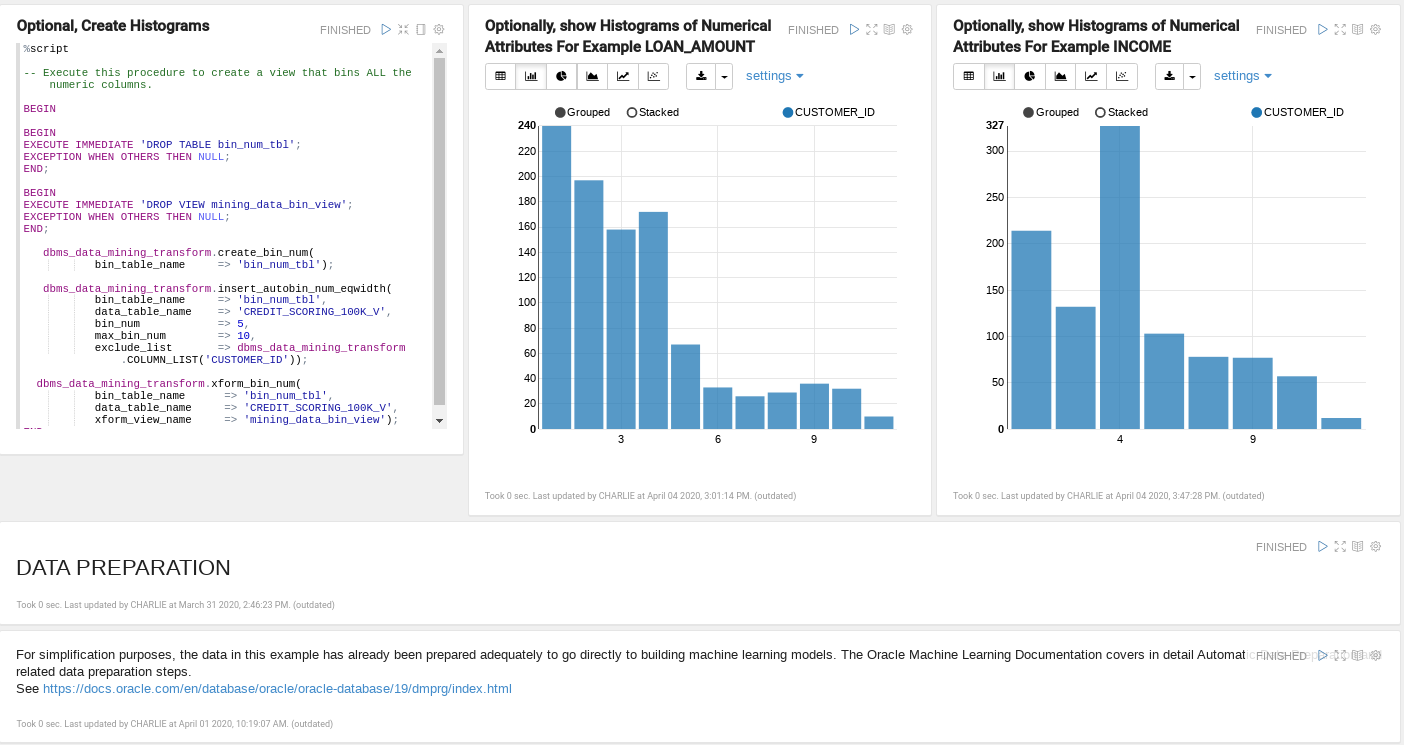 Optional, Create Histograms
FINISHED
%script
-- Execute this procedure to create a view that bins ALL the
numeric columns.
BEGIN
BEGIN
EXECUTE IMMEDIATE 'DROP TABLE bin_num_tbl';
EXCEPTION WHEN OTHERS THEN NULL;
END;
BEGIN
EXECUTE IMMEDIATE 'DROP VIEW mining_data_bin_view';
EXCEPTION WHEN OTHERS THEN NULL;
END;
dbms_data_mining_transform.create_bin_num(
bin_table_name => 'bin_num_tbl');
dbms_data_mining_transform.insert_autobin_num_eqwidth(
bin_table_name => 'bin_num_tbl',
data_table_name => 'CREDIT_SCORING_100K_V',
bin_num => 5,
max_bin_num => 10,
exclude_list => dbms_data_mining_transform
.COLUMN_LIST('CUSTOMER_ID'));
dbms_data_mining_transform.xform_bin_num(
bin_table_name => 'bin_num_tbl',
data_table_name => 'CREDIT_SCORING_100K_V',
xform_view_name => 'mining_data_bin_view');
Optionally, show Histograms of Numerical
Attributes For Example LOAN_AMOUNT
FINISHED
settings
Grouped Stacked CUSTOMER_ID
240
220
200
180
160
140
120
100
80
60
40
20
0
3 6 9
Took 0 sec. Last updated by CHARLIE at April 04 2020, 3:01:14 PM. (outdated)
Optionally, show Histograms of Numerical
Attributes For Example INCOME
FINISHED
settings
Grouped Stacked CUSTOMER_ID
327
300
250
200
150
100
50
0
4 9
Took 0 sec. Last updated by CHARLIE at April 04 2020, 3:47:28 PM. (outdated)
FINISHED
DATA PREPARATION
Took 0 sec. Last updated by CHARLIE at March 31 2020, 2:46:23 PM. (outdated)
For simplification purposes, the data in this example has already been prepared adequately to go directly to building machine learning models. The Oracle Machine Learning Documentation covers in detail Automat FINISHED
related data preparation steps.
See https://docs.oracle.com/en/database/oracle/oracle-database/19/dmprg/index.html
Took 0 sec. Last updated by CHARLIE at April 01 2020, 10:19:07 AM. (outdated)